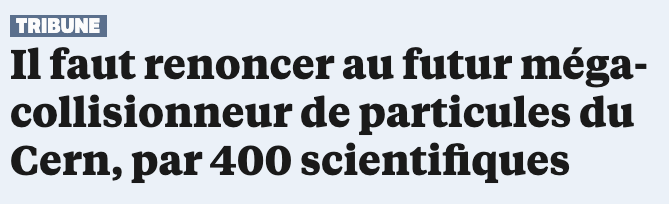 TRIBUNE
Il faut renoncer au futur méga-
collisionneur de particules du
Cern, par 400 scientifiques